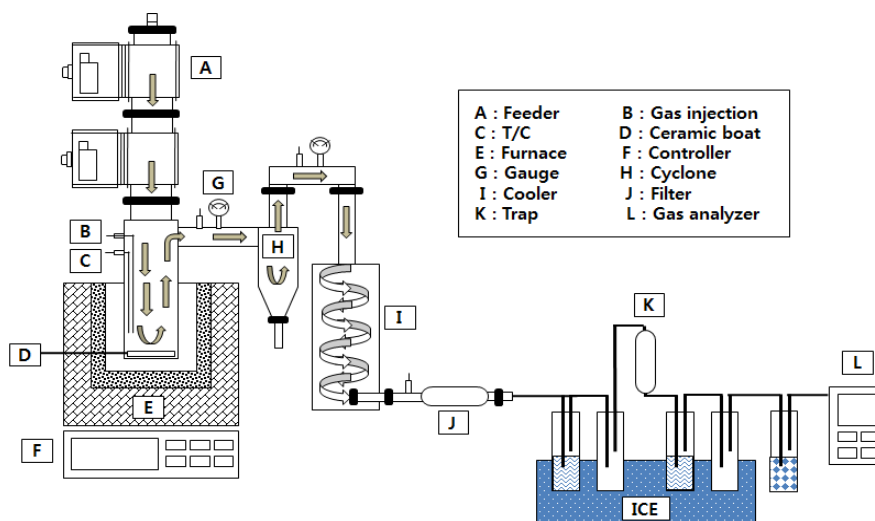 A
G
B
C
H
D
E
F
I
J
K
L
ICE
A : Feeder B : Gas injection
C : T/C D : Ceramic boat
E : Furnace F : Controller
G : Gauge H : Cyclone
I : Cooler J : Filter
K : Trap L : Gas analyzer